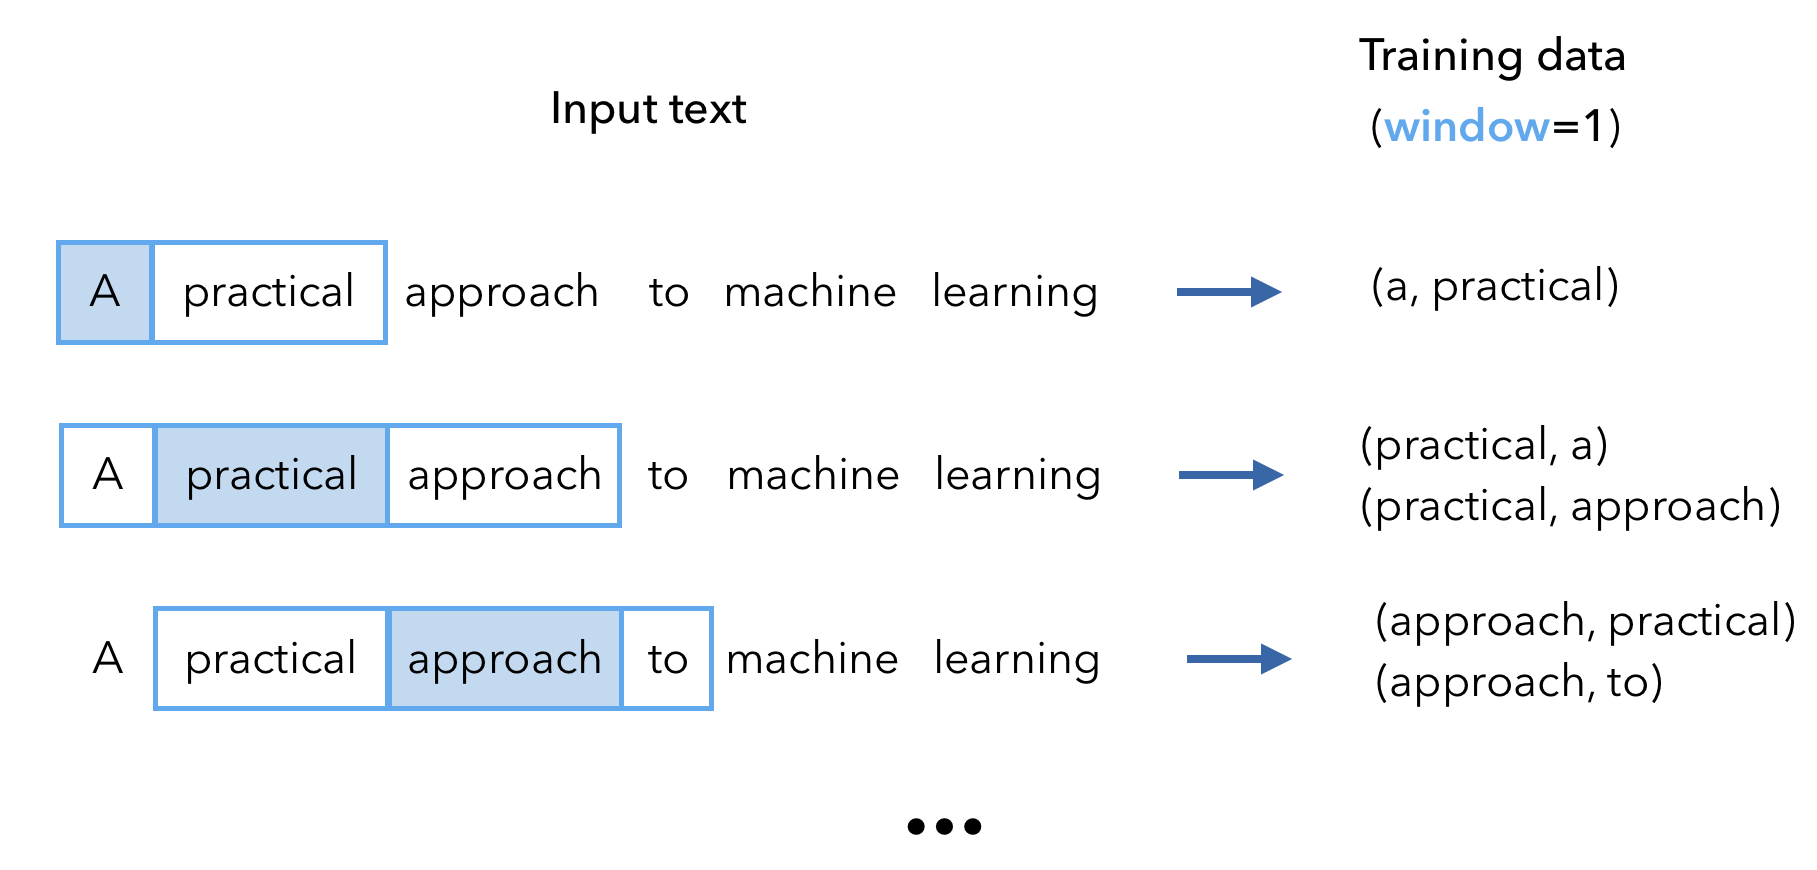 Input text
Training data
(window=1)
A practical approach to machine learning
(a, practical)
A practical approach to machine learning
(practical, a)
(practical, approach)
A practical approach to machine learning
(approach, practical)
(approach, to)
•••